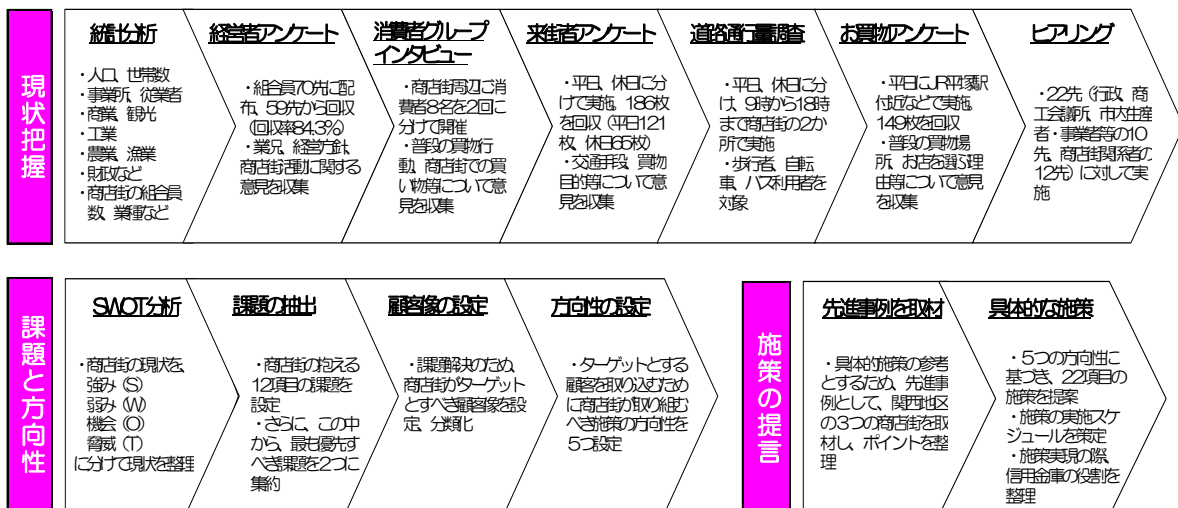 現状把握
統計分析
・人口、世帯数
・事業所、従業者
・商業、観光
・工業
・農業、漁業
・財政など
・商店街の組合員
数、業種など
経営者アンケート
・組合員70先に配
布、59先から回収
(回収率84.3%)
・業況、経営方針、
商店街活動に関する
意見を収集
消費者グループ
インタビュー
・商店街周辺に消
費者8名を2回に
分けて開催
・普段の買物行
動、商店街での買
い物等について意
見を収集
来街者アンケート
・平日、休日に分
けて実施、186枚
を回収(平日121
枚、休日65枚)
・交通手段、買物
目的等について意
見を収集
道路通行量調査
・平日、休日に分
け、9時から18時
まで商店街の2か
所で実施
・歩行者、自転
車、バス利用者を
対象
お買物アンケート
・平日にJR平塚駅
付近などで実施、
149枚を回収
・普段の買物場
所、お店を選ぶ理
由等について意見
を収集
ヒアリング
・22先(行政、商
工会議所、市内生産
者・事業者等の10
先、商店街関係者の
12先)に対して実
施
課題と方向性
SWOT分析
・商店街の現状を、
強み(S)
弱み(W)
機会(O)
脅威(T)
に分けて現状を整理
課題の抽出
・商店街の抱える
12項目の課題を
設定
・さらに、この中
から、最も優先す
べき課題を2つに
集約
顧客像の設定
・課題解決のため、
商店街がターゲット
とすべき顧客像を設
定、分類化
方向性の設定
・ターゲットとする
顧客を取り込むため
に商店街が取り組む
べき施策の方向性を
5つ設定
施策の提言
先進事例を取材
・具体的施策の参考
とするため、先進事
例として、関西地区
の3つの商店街を取
材し、ポイントを整
理
具体的な施策
・5つの方向性に
基づき、22項目の
施策を提案
・施策の実施スケ
ジュールを策定
・施策実現の際、
信用金庫の役割を
整理